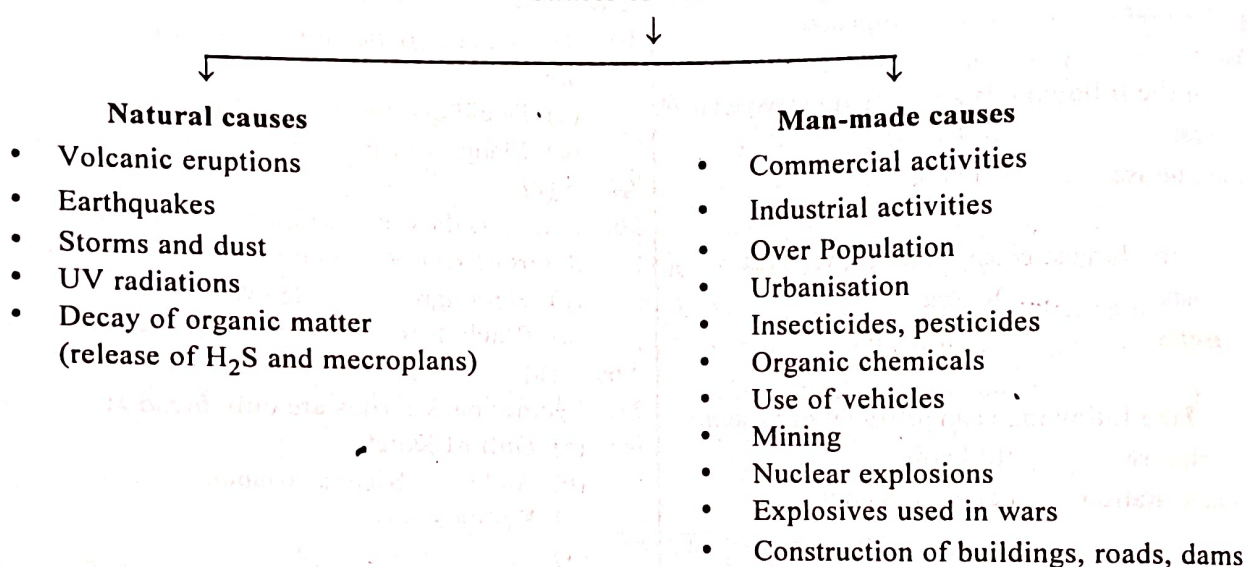 Natural causes
• Volcanic eruptions
• Earthquakes
• Storms and dust
• UV radiations
• Decay of organic matter
(release of H₂S and mecroplans)
Man-made causes
• Commercial activities
• Industrial activities
• Over Population
• Urbanisation
• Insecticides, pesticides
• Organic chemicals
• Use of vehicles
• Mining
• Nuclear explosions
• Explosives used in wars
• Construction of buildings, roads, dams